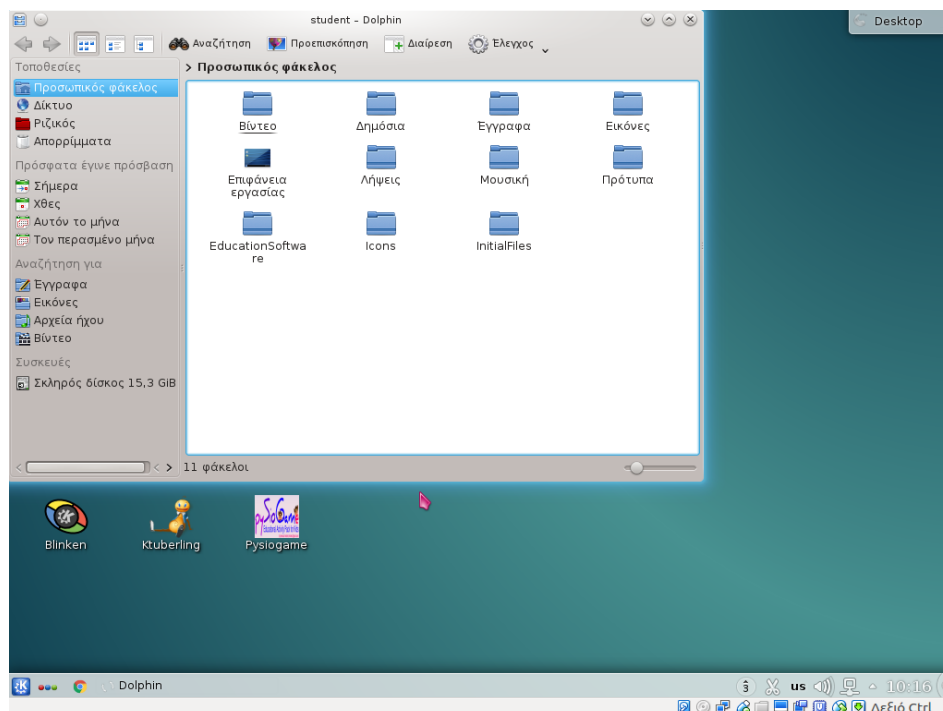 student – Dolphin
Desktop
Αναζήτηση Προεπισκόπηση Διαίρεση Έλεγχος
Τοποθεσίες
> Προσωπικός φάκελος
Προσωπικός φάκελος
Δίκτυο
Ριζικός
Απορρίμματα
Πρόσφατα έγινε πρόσβαση
Σήμερα
Χθες
Αυτόν το μήνα
Τον περασμένο μήνα
Αναζήτηση για
Έγγραφα
Εικόνες
Αρχεία ήχου
Βίντεο
Συσκευές
Σκληρός δίσκος 15,3 GiB
Βίντεο Δημόσια Έγγραφα Εικόνες
Επιφάνεια
εργασίας
Λήψεις Μουσική Πρότυπα
EducationSoftwa
re
Icons InitialFiles
11 φάκελοι
Blinken Ktuberling Pysiogame
pySioGame
Dolphin
us 10:16
Δεξιό Ctrl